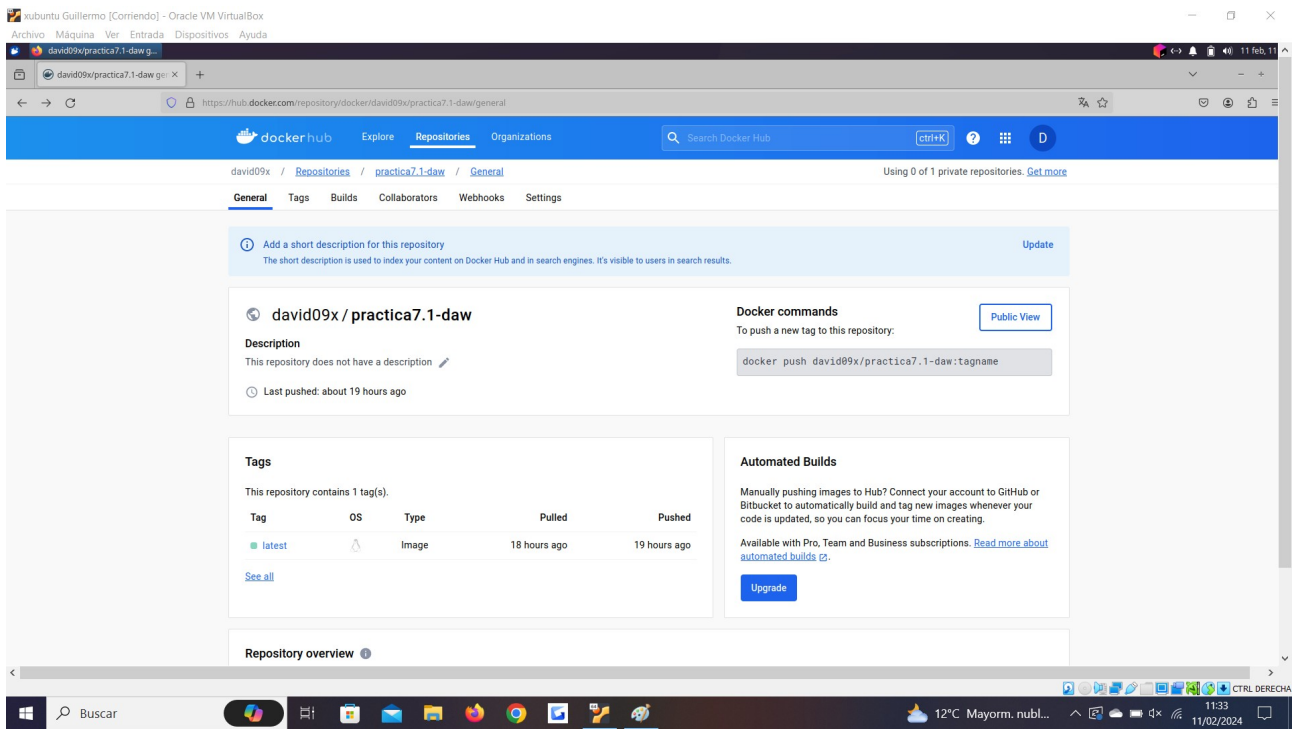 xubuntu Guillermo [Corriendo] - Oracle VM VirtualBox
Archivo Máquina Ver Entrada Dispositivos Ayuda
david09x/practica7.1-daw g...
11 feb, 11
david09x/practica7.1-daw ge
https://hub.docker.com/repository/docker/david09x/practica7.1-daw/general
dockerhub Explore Repositories Organizations Search Docker Hub ctrl+K ? D
david09x / Repositories / practica7.1-daw / General Using 0 of 1 private repositories. Get more
General Tags Builds Collaborators Webhooks Settings
Add a short description for this repository Update
The short description is used to index your content on Docker Hub and in search engines. It's visible to users in search results.
david09x / practica7.1-daw
Description
This repository does not have a description
Last pushed: about 19 hours ago
Docker commands
Public View
To push a new tag to this repository:
docker push david09x/practica7.1-daw:tagname
Tags
This repository contains 1 tag(s).
Tag OS Type Pulled Pushed
latest Image 18 hours ago 19 hours ago
See all
Automated Builds
Manually pushing images to Hub? Connect your account to GitHub or
Bitbucket to automatically build and tag new images whenever your
code is updated, so you can focus your time on creating.
Available with Pro, Team and Business subscriptions. Read more about
automated builds .
Upgrade
Repository overview
CTRL DERECHA
Buscar
12°C Mayorm. nubl...
11:33
11/02/2024